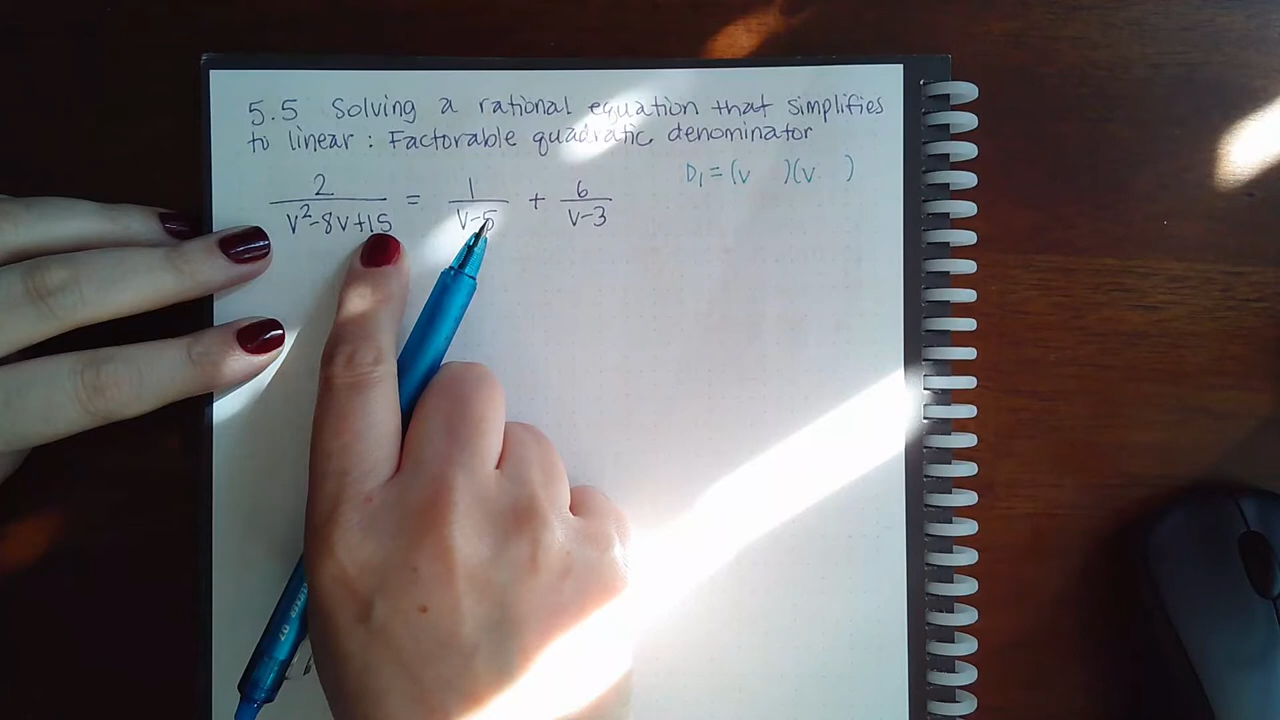 5.5 Solving a rational equation that simplifies
to linear : Factorable quadratic denominator
D₁ = (v )(v )
2/(v²-8v+15) = 1/(v-5) + 6/(v-3)
07